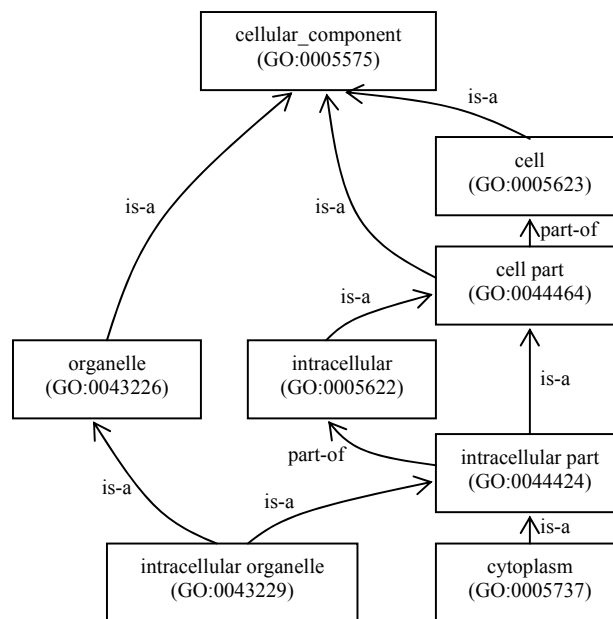 cellular_component
(GO:0005575)
is-a
cell
(GO:0005623)
is-a
is-a
part-of
cell part
(GO:0044464)
is-a
organelle
(GO:0043226)
intracellular
(GO:0005622)
is-a
part-of
intracellular part
(GO:0044424)
is-a
is-a
is-a
intracellular organelle
(GO:0043229)
cytoplasm
(GO:0005737)